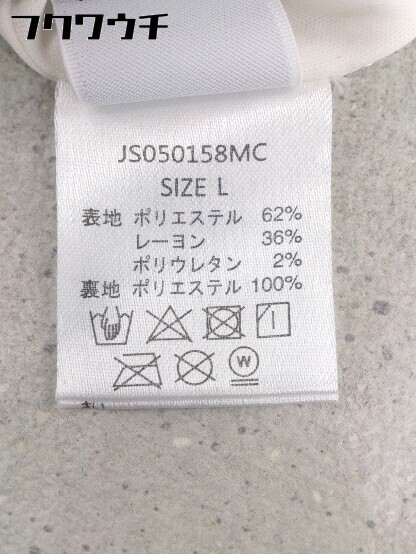 フクワウチ
JS050158MC
SIZE L
表地 ポリエステル 62%
レーヨン 36%
ポリウレタン 2%
裏地 ポリエステル 100%
W